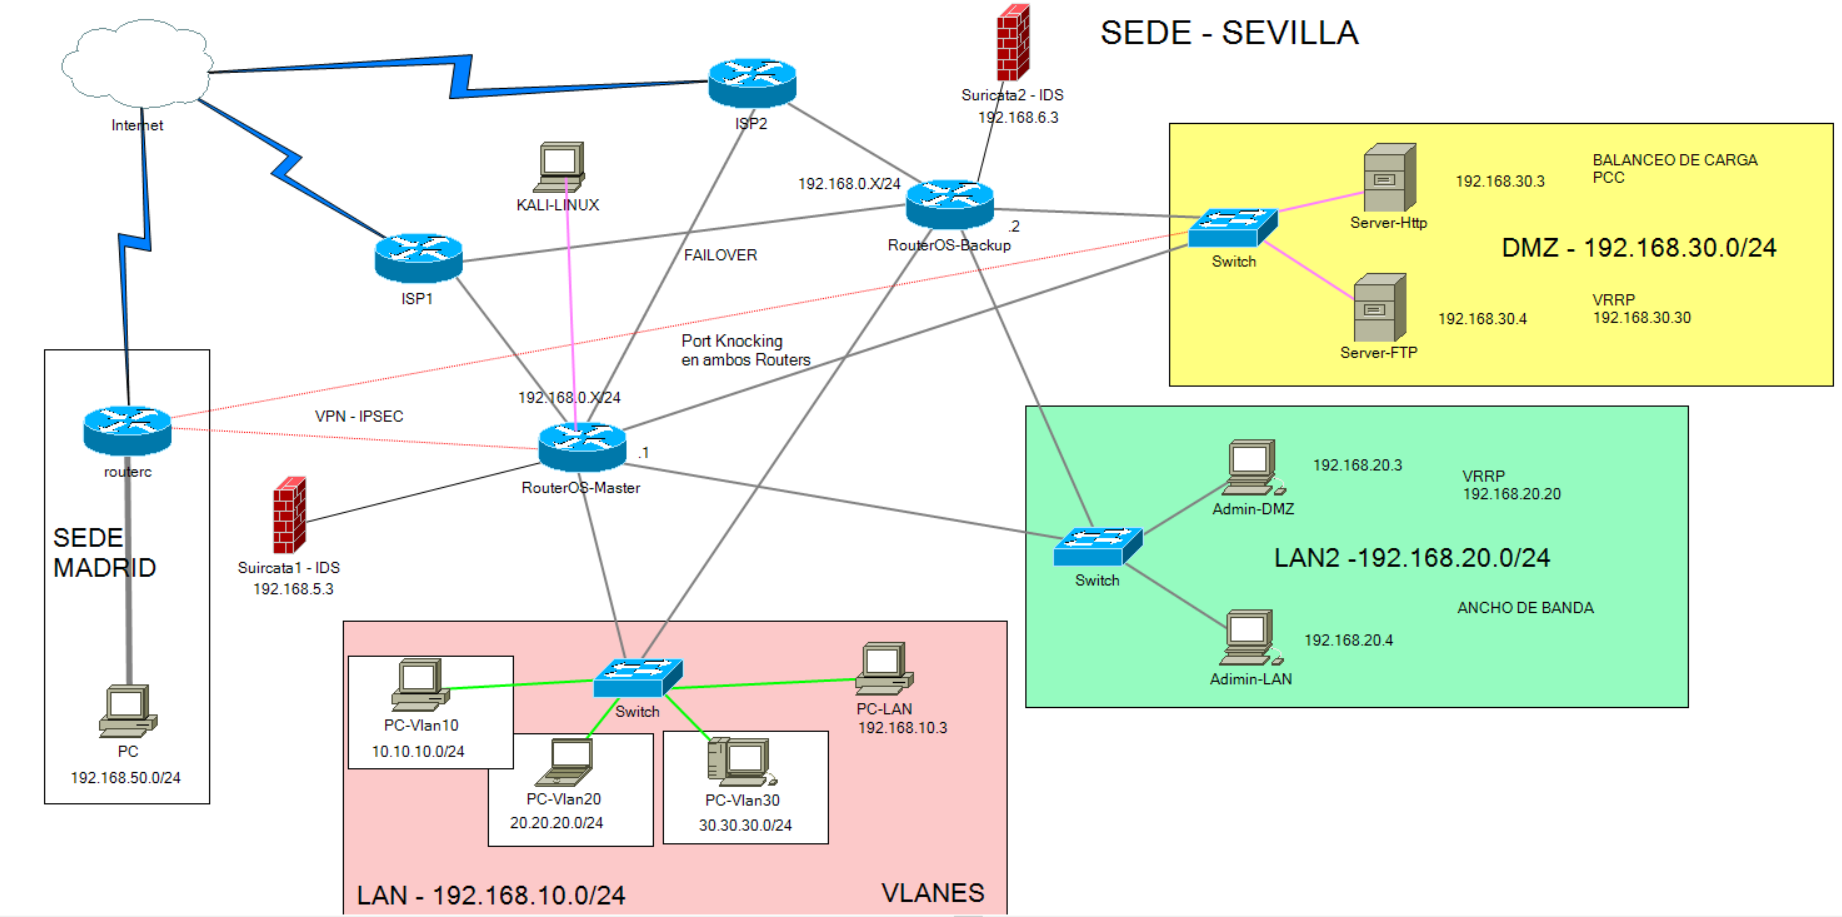 SEDE - SEVILLA
Internet
ISP2
Suricata2 - IDS
192.168.6.3
KALI-LINUX
192.168.0.X/24
RouterOS-Backup
.2
ISP1
FAILOVER
Switch
192.168.30.3
Server-Http
BALANCEO DE CARGA
PCC
DMZ - 192.168.30.0/24
192.168.30.4
Server-FTP
VRRP
192.168.30.30
Port Knocking
en ambos Routers
192.168.0.X/24
VPN - IPSEC
.1
RouterOS-Master
routerc
SEDE
MADRID
PC
192.168.50.0/24
Suircata1 - IDS
192.168.5.3
192.168.20.3
Admin-DMZ
VRRP
192.168.20.20
LAN2 -192.168.20.0/24
Switch
ANCHO DE BANDA
192.168.20.4
Adimin-LAN
Switch
PC-Vlan10
10.10.10.0/24
PC-LAN
192.168.10.3
PC-Vlan20
20.20.20.0/24
PC-Vlan30
30.30.30.0/24
LAN - 192.168.10.0/24
VLANES